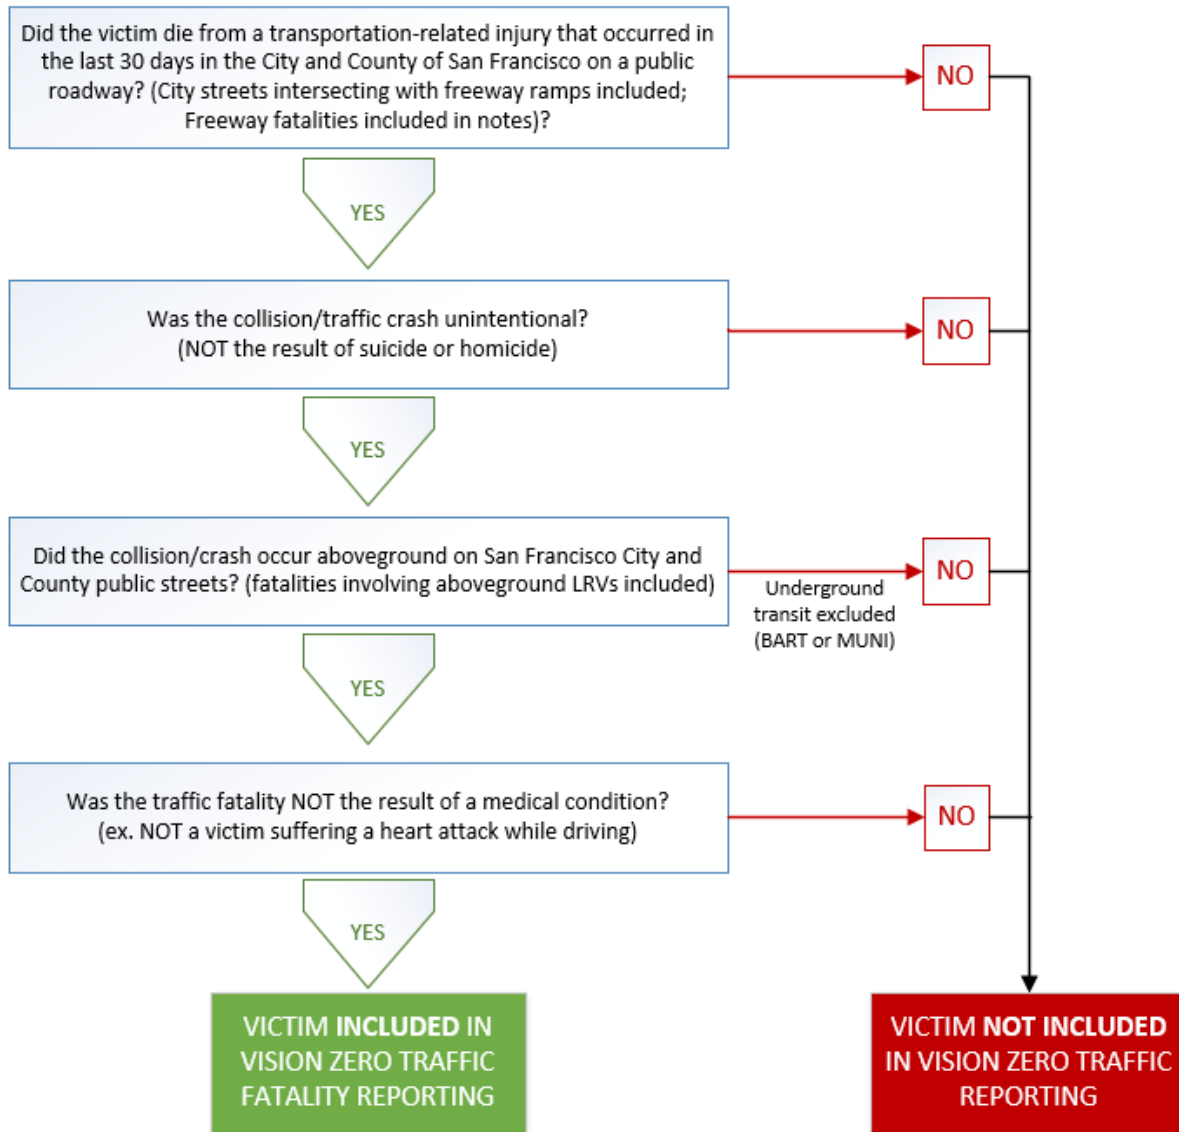 Did the victim die from a transportation-related injury that occurred in
the last 30 days in the City and County of San Francisco on a public
roadway? (City streets intersecting with freeway ramps included;
Freeway fatalities included in notes)?
NO
YES
Was the collision/traffic crash unintentional?
(NOT the result of suicide or homicide)
NO
YES
Did the collision/crash occur aboveground on San Francisco City and
County public streets? (fatalities involving aboveground LRVs included)
NO
Underground
transit excluded
(BART or MUNI)
YES
Was the traffic fatality NOT the result of a medical condition?
(ex. NOT a victim suffering a heart attack while driving)
NO
YES
VICTIM INCLUDED IN
VISION ZERO TRAFFIC
FATALITY REPORTING
VICTIM NOT INCLUDED
IN VISION ZERO TRAFFIC
REPORTING